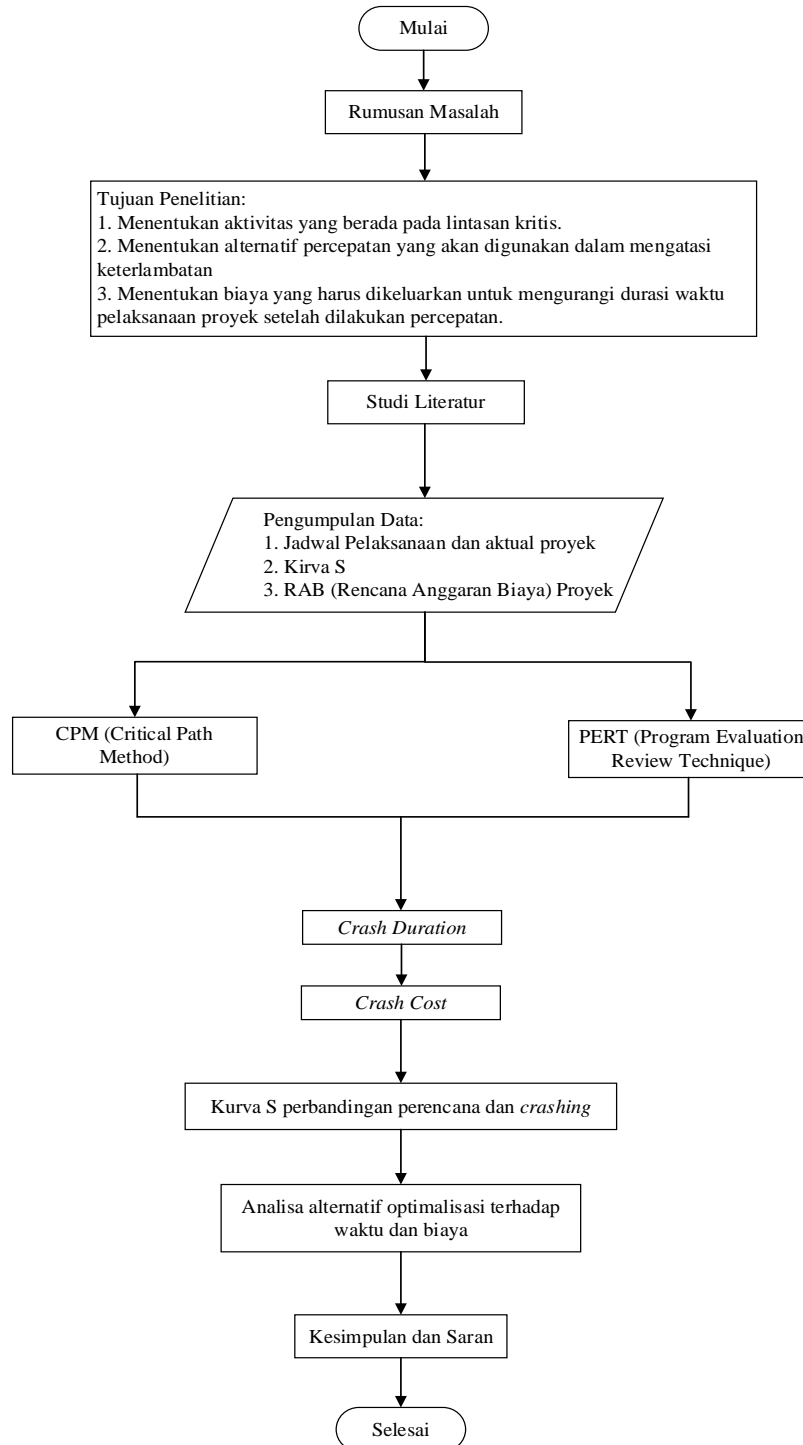 Mulai
Rumusan Masalah
Tujuan Penelitian:
1. Menentukan aktivitas yang berada pada lintasan kritis.
2. Menentukan alternatif percepatan yang akan digunakan dalam mengatasi
keterlambatan
3. Menentukan biaya yang harus dikeluarkan untuk mengurangi durasi waktu
pelaksanaan proyek setelah dilakukan percepatan.
Studi Literatur
Pengumpulan Data:
1. Jadwal Pelaksanaan dan aktual proyek
2. Kirva S
3. RAB (Rencana Anggaran Biaya) Proyek
CPM (Critical Path
Method)
PERT (Program Evaluation
Review Technique)
Crash Duration
Crash Cost
Kurva S perbandingan perencana dan crashing
Analisa alternatif optimalisasi terhadap
waktu dan biaya
Kesimpulan dan Saran
Selesai